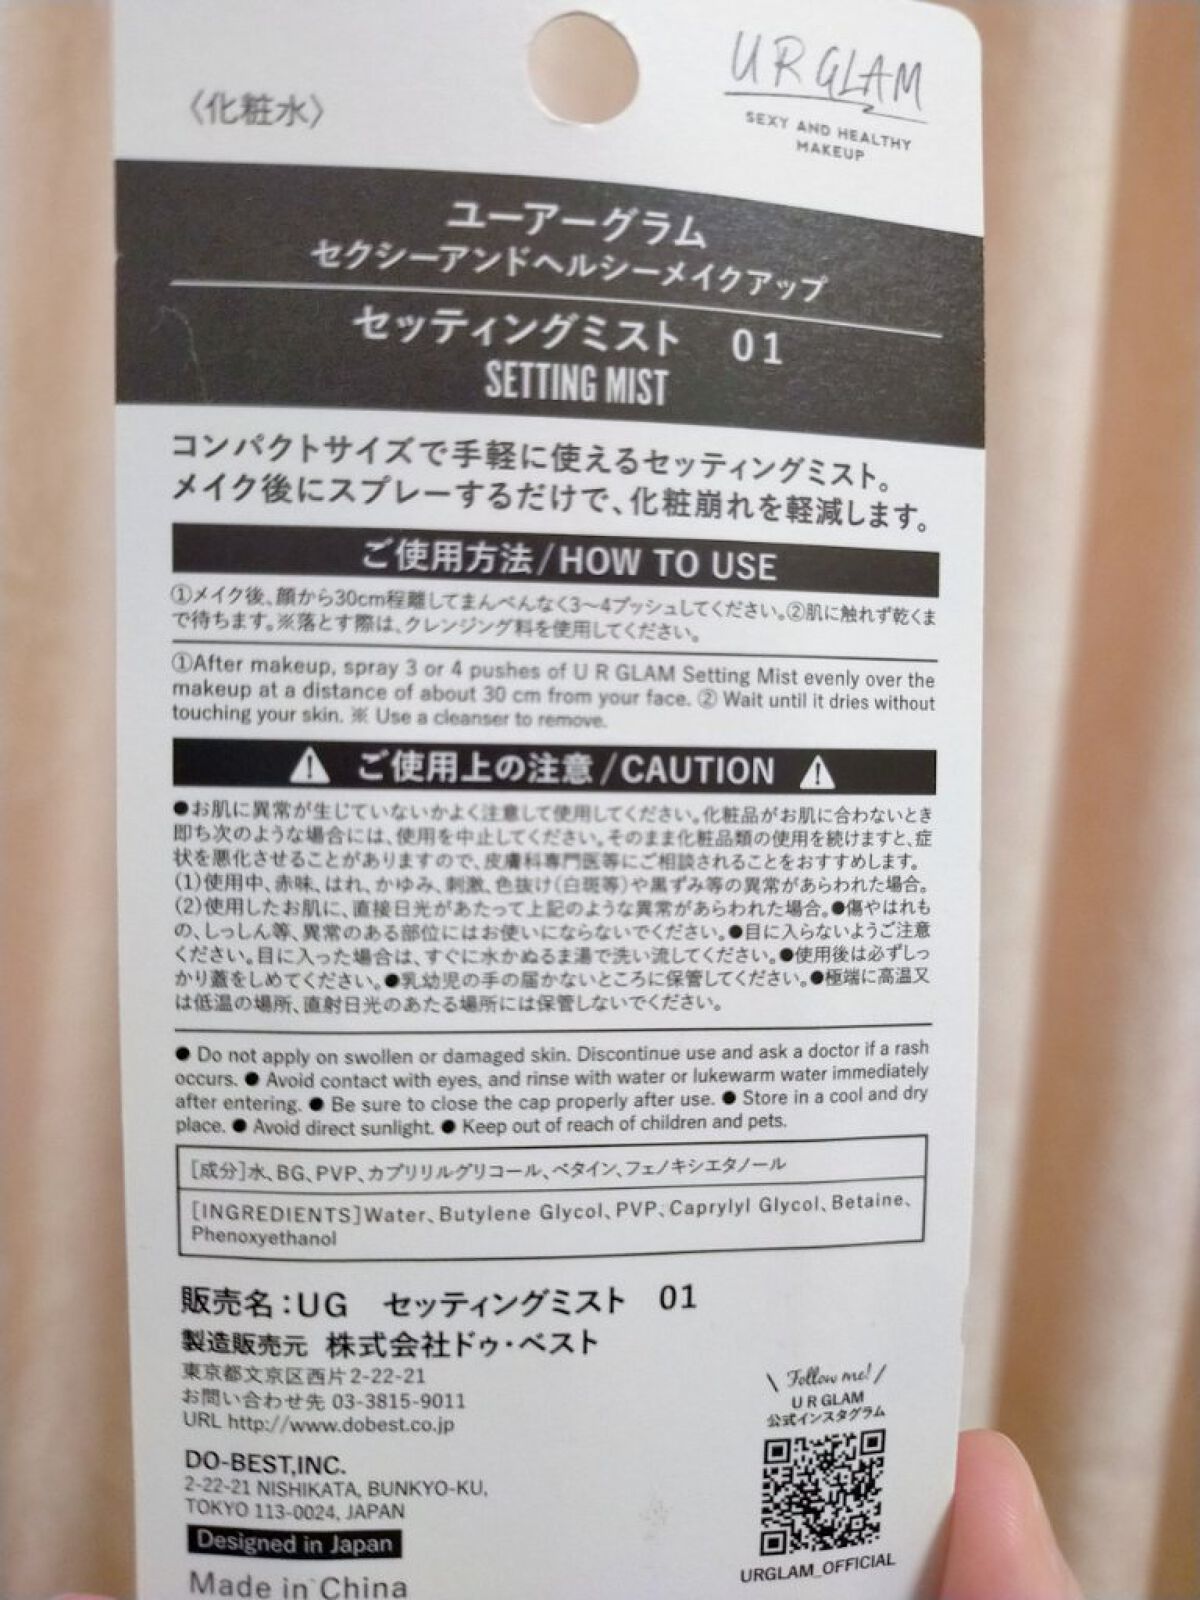 〈化粧水〉
U R GLAM
SEXY AND HEALTHY
MAKEUP
ユーアーグラム
セクシーアンドヘルシーメイクアップ
セッティングミスト 01
SETTING MIST
コンパクトサイズで手軽に使えるセッティングミスト。
メイク後にスプレーするだけで、化粧崩れを軽減します。
ご使用方法/HOW TO USE
①メイク後、顔から30cm程離してまんべんなく3〜4プッシュしてください。②肌に触れず乾くま
で待ちます。※落とす際は、クレンジング料を使用してください。
①After makeup, spray 3 or 4 pushes of U R GLAM Setting Mist evenly over the
makeup at a distance of about 30 cm from your face. ② Wait until it dries without
touching your skin. ※ Use a cleanser to remove.
ご使用上の注意/CAUTION
●お肌に異常が生じていないかよく注意して使用してください。化粧品がお肌に合わないとき
即ち次のような場合には、使用を中止してください。そのまま化粧品類の使用を続けますと、症
状を悪化させることがありますので、皮膚科専門医等にご相談されることをおすすめします。
(1)使用中、赤味、はれ、かゆみ、刺激、色抜け(白斑等)や黒ずみ等の異常があらわれた場合。
(2)使用したお肌に、直接日光があたって上記のような異常があらわれた場合。●傷やはれも
の、しっしん等、異常のある部位にはお使いにならないでください。●目に入らないようご注意
ください。目に入った場合は、すぐに水かぬるま湯で洗い流してください。●使用後は必ずしっ
かり蓋をしめてください。●乳幼児の手の届かないところに保管してください。●極端に高温又
は低温の場所、直射日光のあたる場所には保管しないでください。
● Do not apply on swollen or damaged skin. Discontinue use and ask a doctor if a rash
occurs. ● Avoid contact with eyes, and rinse with water or lukewarm water immediately
after entering. ● Be sure to close the cap properly after use. ● Store in a cool and dry
place. ● Avoid direct sunlight. ● Keep out of reach of children and pets.
[成分]水、BG、PVP、カプリリルグリコール、ベタイン、フェノキシエタノール
[INGREDIENTS]Water、Butylene Glycol、PVP、Caprylyl Glycol、Betaine、
Phenoxyethanol
販売名:UG セッティングミスト 01
製造販売元 株式会社ドゥ・ベスト
東京都文京区西片2-22-21
お問い合わせ先 03-3815-9011
URL http://www.dobest.co.jp
DO-BEST,INC.
2-22-21 NISHIKATA, BUNKYO-KU,
TOKYO 113-0024, JAPAN
Designed in Japan
Made in China
Follow me!
U R GLAM
公式インスタグラム
URGLAM_OFFICIAL